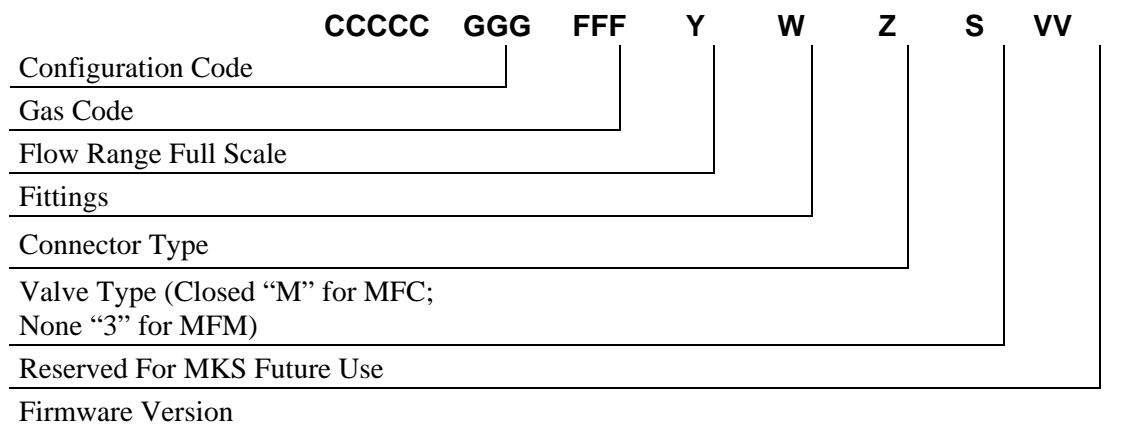 CCCCC GGG FFF Y W Z S VV
Configuration Code
Gas Code
Flow Range Full Scale
Fittings
Connector Type
Valve Type (Closed “M” for MFC;
None “3” for MFM)
Reserved For MKS Future Use
Firmware Version